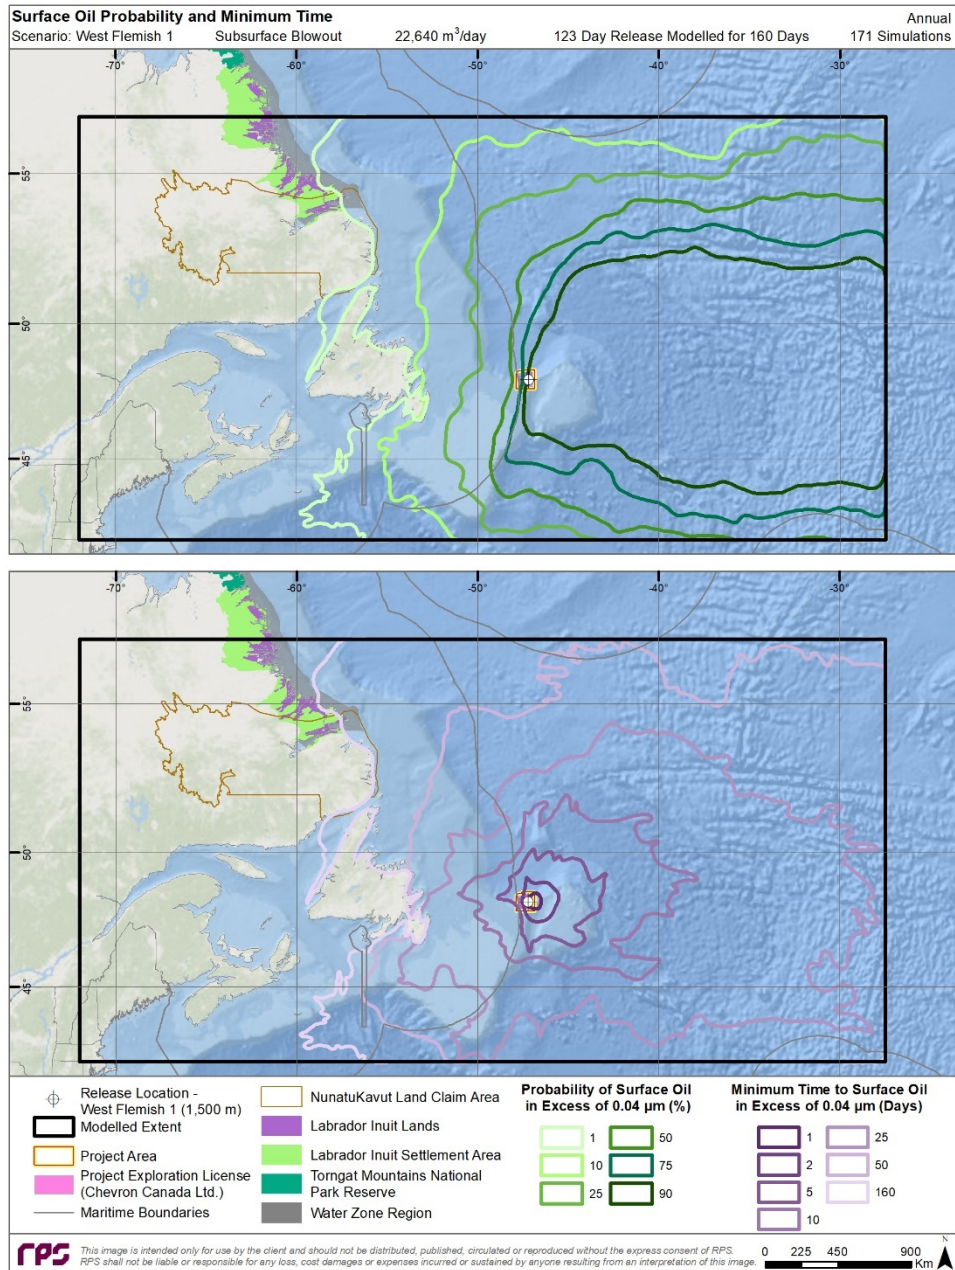 Surface Oil Probability and Minimum Time
Annual
Scenario: West Flemish 1 Subsurface Blowout 22,640 m³/day 123 Day Release Modelled for 160 Days 171 Simulations
-70° -60° -50° -40° -30°
55°
50°
45°
-70° -60° -50° -40° -30°
55°
50°
45°
Release Location -
West Flemish 1 (1,500 m)
Modelled Extent
Project Area
Project Exploration License
(Chevron Canada Ltd.)
Maritime Boundaries
NunatuKavut Land Claim Area
Labrador Inuit Lands
Labrador Inuit Settlement Area
Torngat Mountains National
Park Reserve
Water Zone Region
Probability of Surface Oil
in Excess of 0.04 µm (%)
1 50
10 75
25 90
Minimum Time to Surface Oil
in Excess of 0.04 µm (Days)
1 25
2 50
5 160
10
rps
This image is intended only for use by the client and should not be distributed, published, circulated or reproduced without the express consent of RPS.
RPS shall not be liable or responsible for any loss, cost damages or expenses incurred or sustained by anyone resulting from an interpretation of this image.
0 225 450 900
Km
N